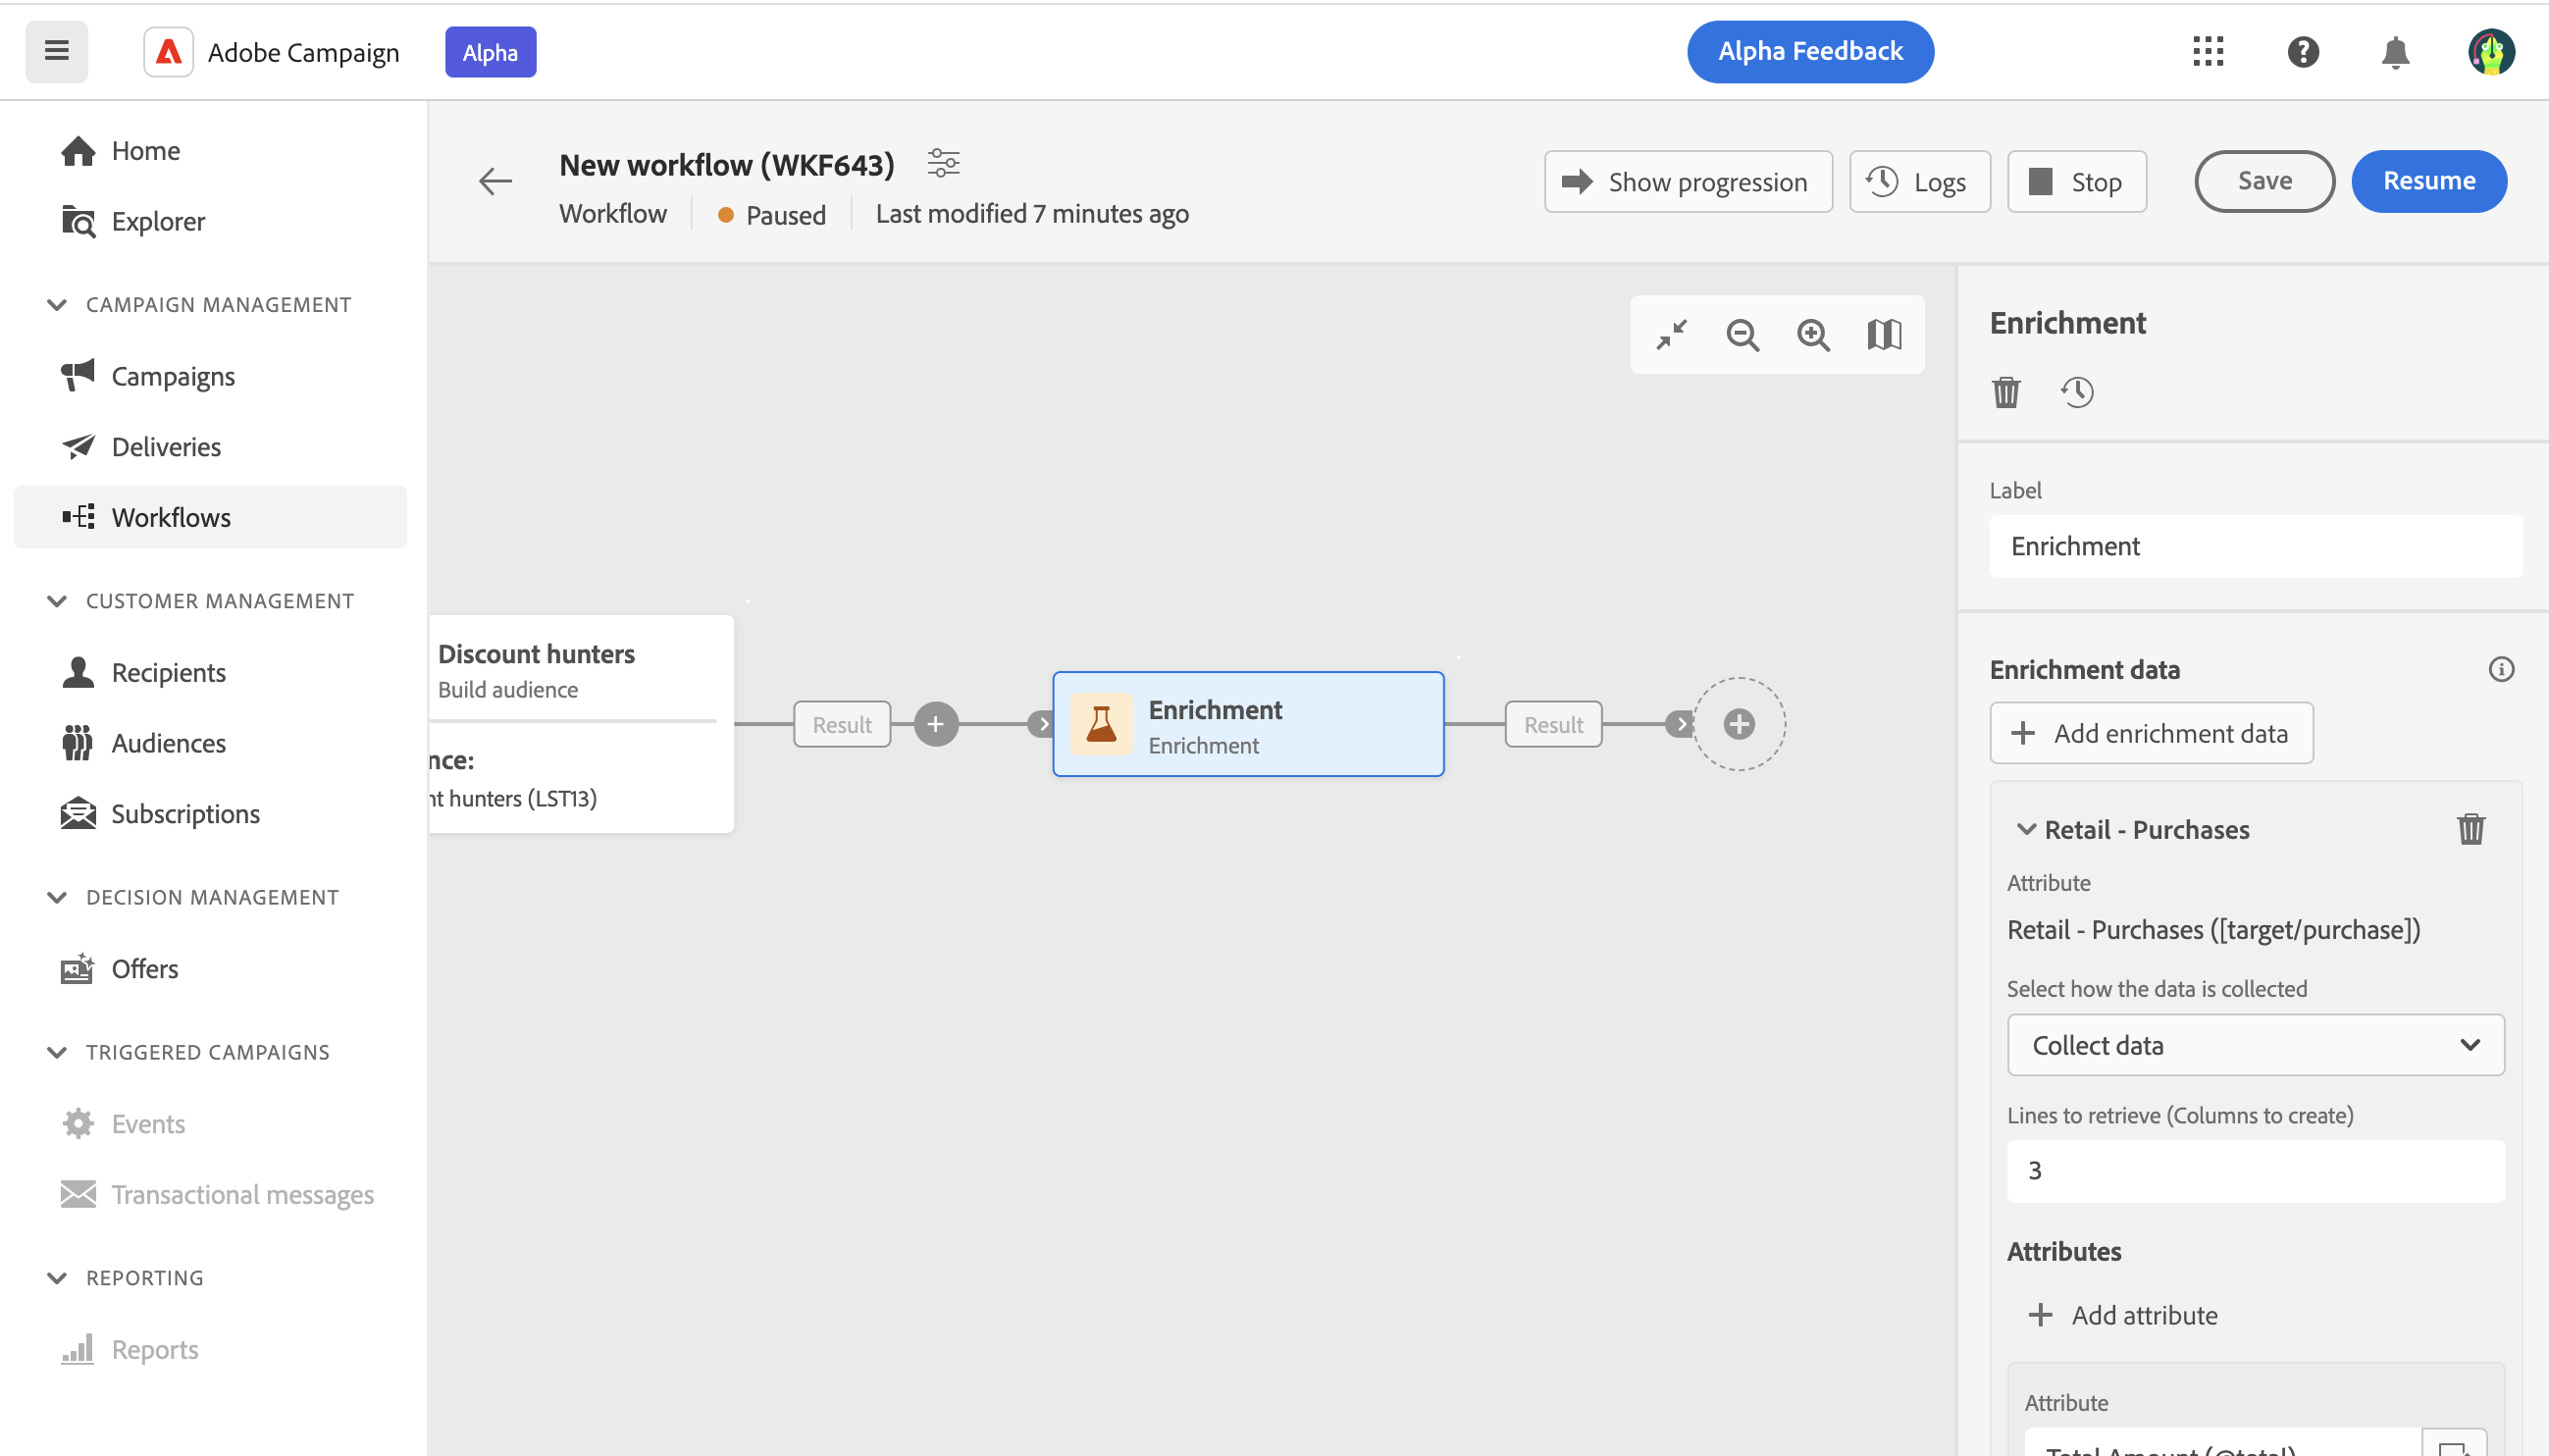 Adobe Campaign
Alpha
Alpha Feedback
Home
Explorer
CAMPAIGN MANAGEMENT
Campaigns
Deliveries
Workflows
CUSTOMER MANAGEMENT
Recipients
Audiences
Subscriptions
DECISION MANAGEMENT
Offers
TRIGGERED CAMPAIGNS
Events
Transactional messages
REPORTING
Reports
New workflow (WKF643)
Workflow
Paused
Last modified 7 minutes ago
Show progression
Logs
Stop
Save
Resume
Discount hunters
Build audience
nce:
nt hunters (LST13)
Result
Enrichment
Enrichment
Result
Enrichment
Label
Enrichment
Enrichment data
Add enrichment data
Retail - Purchases
Attribute
Retail - Purchases ([target/purchase])
Select how the data is collected
Collect data
Lines to retrieve (Columns to create)
3
Attributes
Add attribute
Attribute
Total Amount (@total)